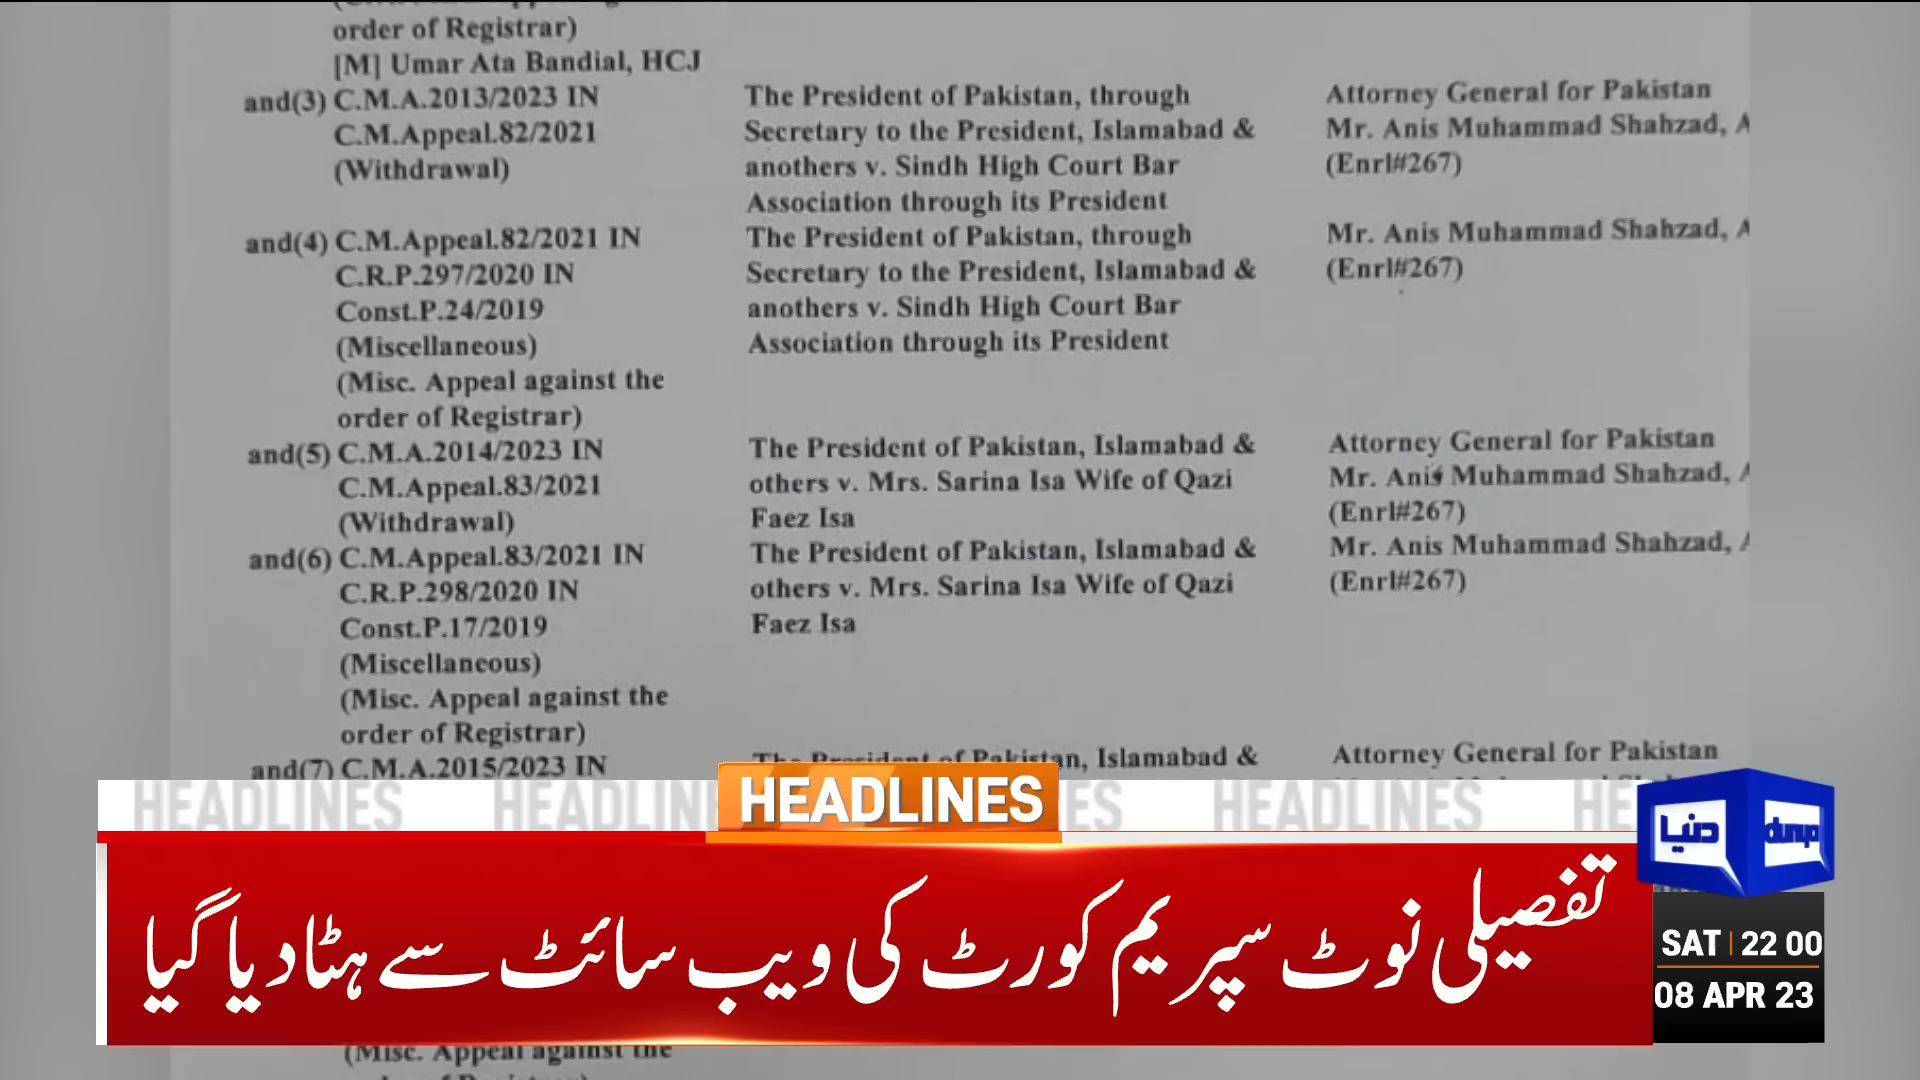 order of Registrar)
[M] Umar Ata Bandial, HCJ
and(3) C.M.A.2013/2023 IN
C.M.Appeal.82/2021
(Withdrawal)
The President of Pakistan, through
Secretary to the President, Islamabad &
anothers v. Sindh High Court Bar
Association through its President
Attorney General for Pakistan
Mr. Anis Muhammad Shahzad, A
(Enrl#267)
and(4) C.M.Appeal.82/2021 IN
C.R.P.297/2020 IN
Const.P.24/2019
(Miscellaneous)
(Misc. Appeal against the
order of Registrar)
The President of Pakistan, through
Secretary to the President, Islamabad &
anothers v. Sindh High Court Bar
Association through its President
Mr. Anis Muhammad Shahzad, A
(Enrl#267)
and(5) C.M.A.2014/2023 IN
C.M.Appeal.83/2021
(Withdrawal)
The President of Pakistan, Islamabad &
others v. Mrs. Sarina Isa Wife of Qazi
Faez Isa
Attorney General for Pakistan
Mr. Anis Muhammad Shahzad,
(Enrl#267)
and(6) C.M.Appeal.83/2021 IN
C.R.P.298/2020 IN
Const.P.17/2019
(Miscellaneous)
(Misc. Appeal against the
order of Registrar)
The President of Pakistan, Islamabad &
others v. Mrs. Sarina Isa Wife of Qazi
Faez Isa
Mr. Anis Muhammad Shahzad,
(Enrl#267)
and(7) C.M.A.2015/2023 IN
The President of Pakistan, Islamabad &
Attorney General for Pakistan
HEADLINES
تفصیلی نوٹ سپریم کورٹ کی ویب سائٹ سے ہٹا دیا گیا
دنیا
dunya
SAT 22 00
08 APR 23
(Misc. Appeal against the